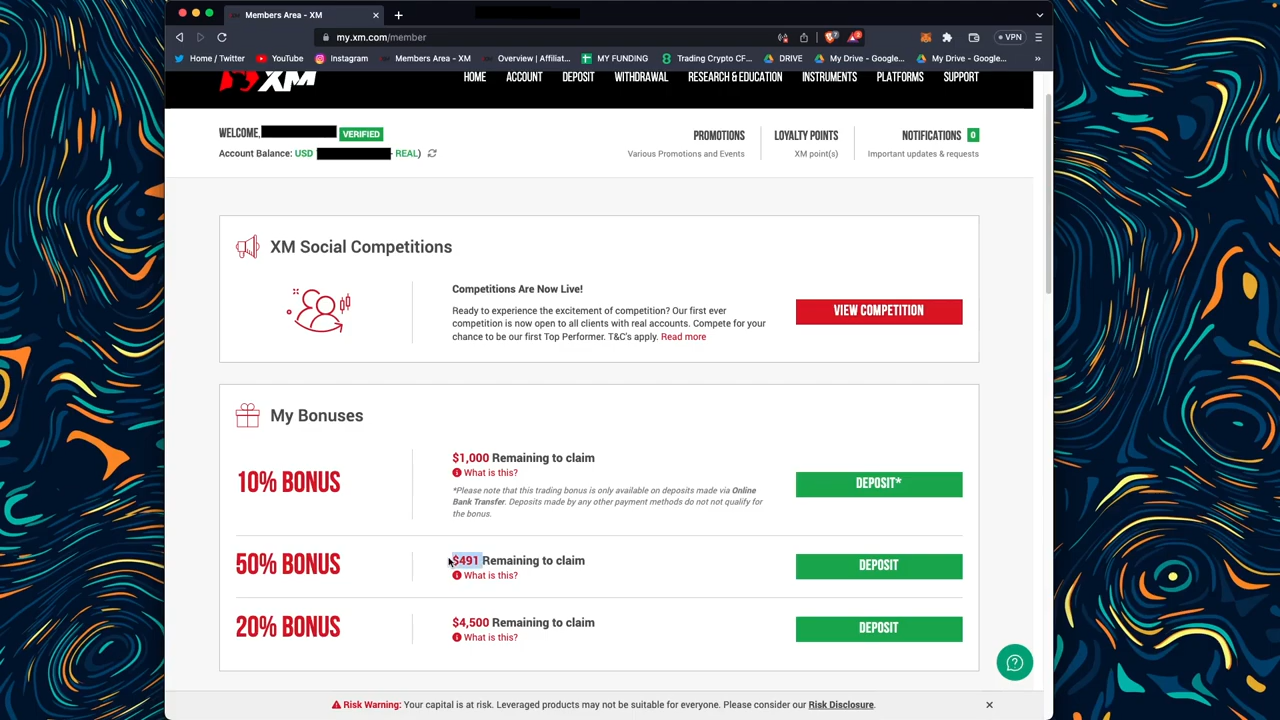 Members Area - XM
my.xm.com/member
VPN
Home / Twitter YouTube Instagram Members Area - XM Overview | Affiliat... MY FUNDING Trading Crypto CF... DRIVE My Drive - Google... My Drive - Google... »
XM
HOME ACCOUNT DEPOSIT WITHDRAWAL RESEARCH & EDUCATION INSTRUMENTS PLATFORMS SUPPORT
WELCOME, VERIFIED
Account Balance: USD - REAL)
PROMOTIONS LOYALTY POINTS NOTIFICATIONS 0
Various Promotions and Events XM point(s) Important updates & requests
XM Social Competitions
Competitions Are Now Live!
Ready to experience the excitement of competition? Our first ever
competition is now open to all clients with real accounts. Compete for your
chance to be our first Top Performer. T&C's apply. Read more
VIEW COMPETITION
My Bonuses
10% BONUS
$1,000 Remaining to claim
What is this?
*Please note that this trading bonus is only available on deposits made via Online
Bank Transfer. Deposits made by any other payment methods do not not qualify for
the bonus.
DEPOSIT*
50% BONUS
$491 Remaining to claim
What is this?
DEPOSIT
20% BONUS
$4,500 Remaining to claim
What is this?
DEPOSIT
Risk Warning: Your capital is at risk. Leveraged products may not be suitable for everyone. Please consider our Risk Disclosure.